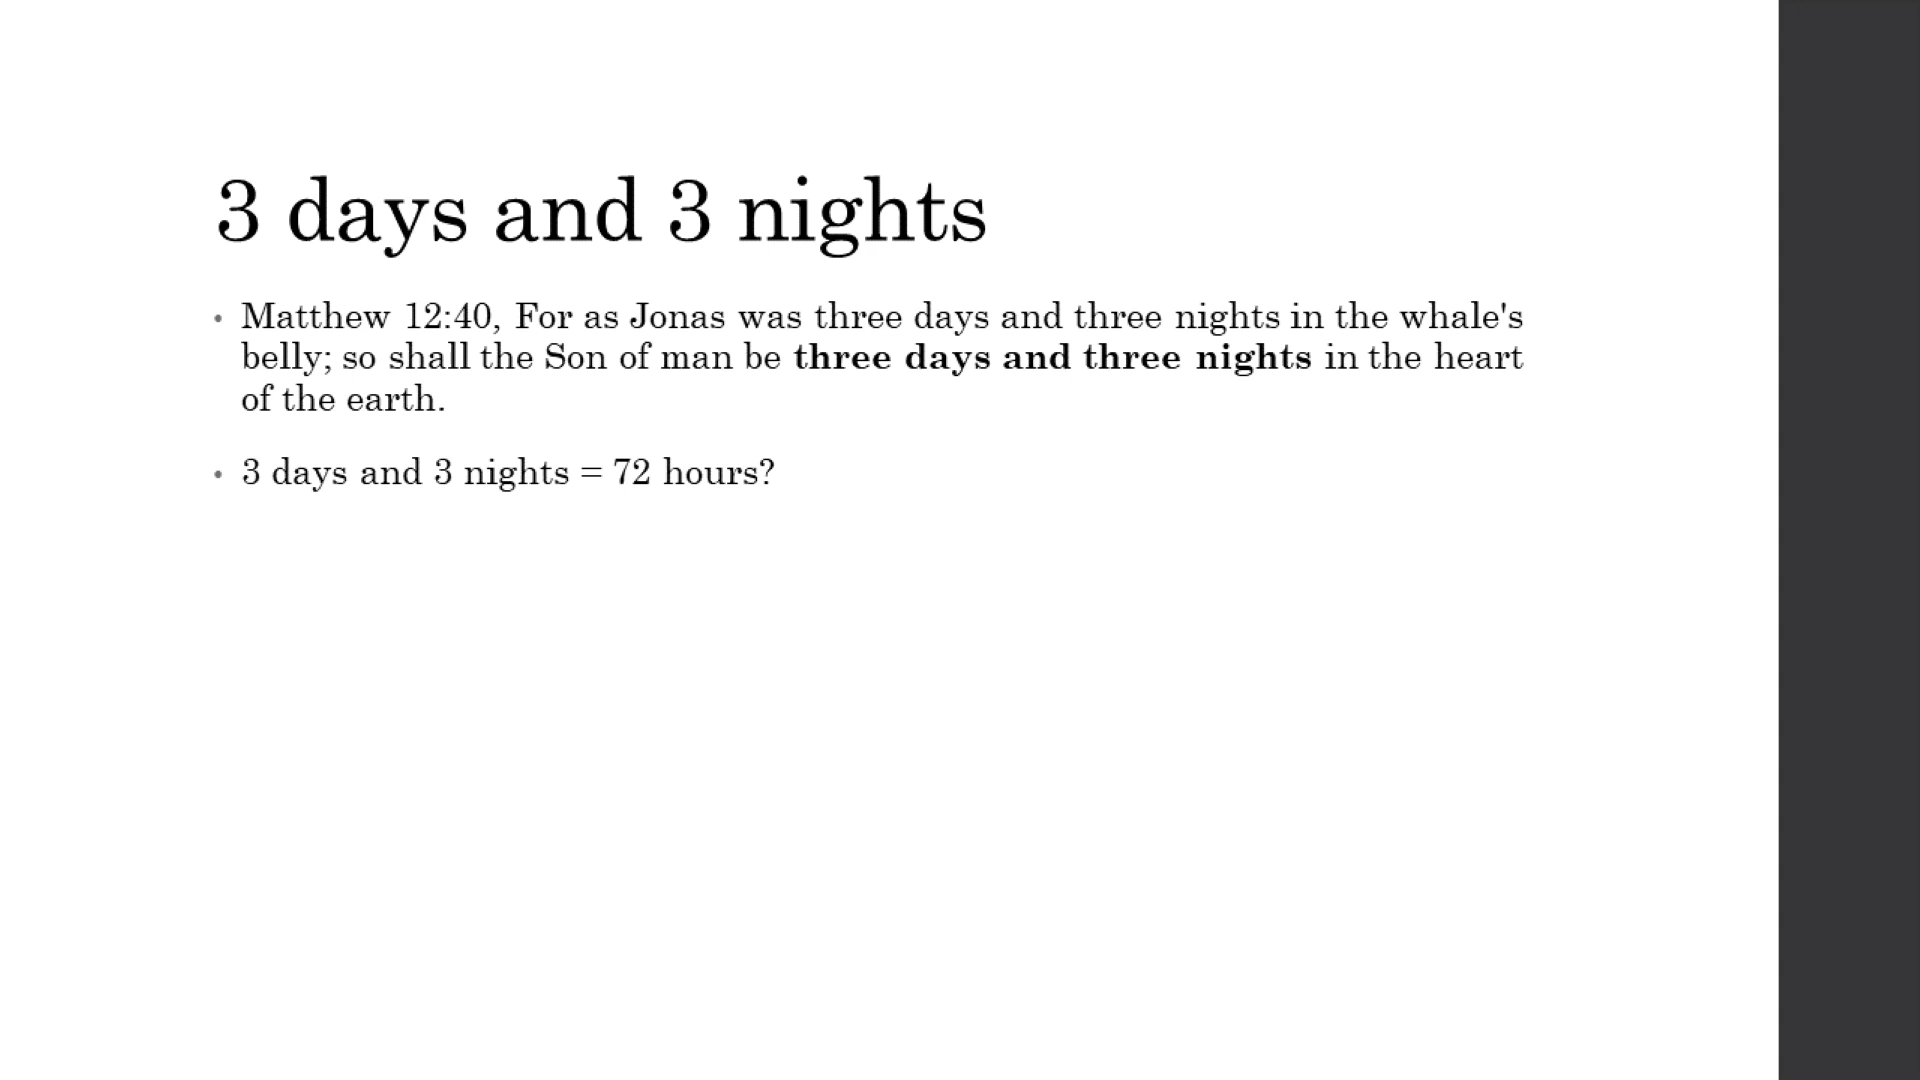 3 days and 3 nights
• Matthew 12:40, For as Jonas was three days and three nights in the whale's
belly; so shall the Son of man be three days and three nights in the heart
of the earth.
• 3 days and 3 nights = 72 hours?